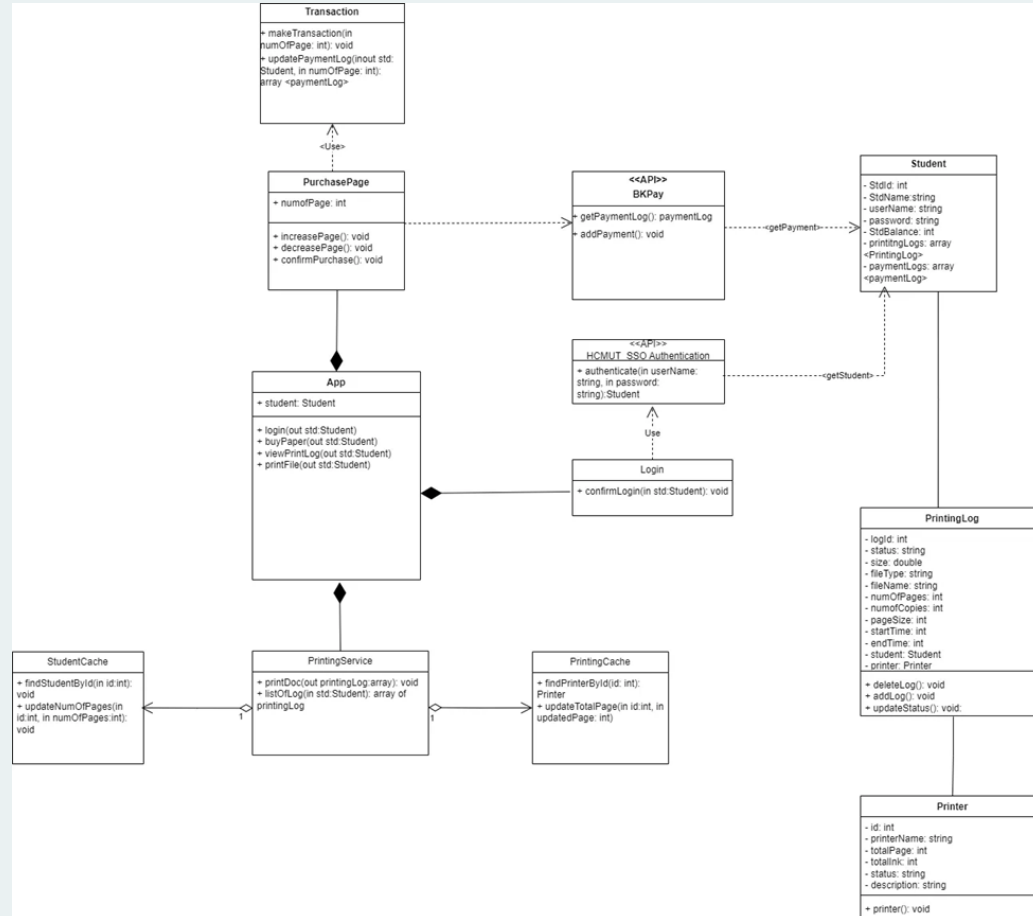 Transaction
+ makeTransaction(in
numOfPage: int): void
+ updatePaymentLog(inout std:
Student, in numOfPage: int):
array <paymentLog>
<Use>
PurchasePage
+ numofPage: int
+ increasePage(): void
+ decreasePage(): void
+ confirmPurchase(): void
<<API>>
BKPay
+ getPaymentLog(): paymentLog
+ addPayment(): void
<getPayment>
Student
- StdId: int
- StdName:string
- userName: string
- password: string
- StdBalance: int
- printitngLogs: array
<PrintingLog>
- paymentLogs: array
<paymentLog>
<<API>>
HCMUT_SSO Authentication
+ authenticate(in userName:
string, in password:
string):Student
<getStudent>
Use
App
+ student: Student
+ login(out std:Student)
+ buyPaper(out std:Student)
+ viewPrintLog(out std:Student)
+ printFile(out std:Student)
Login
+ confirmLogin(in std:Student): void
PrintingLog
- logId: int
- status: string
- size: double
- fileType: string
- fileName: string
- numOfPages: int
- numofCopies: int
- pageSize: int
- startTime: int
- endTime: int
- student: Student
- printer: Printer
+ deleteLog(): void
+ addLog(): void
+ updateStatus(): void:
StudentCache
+ findStudentById(in id:int):
void
+ updateNumOfPages(in
id:int, in numOfPages:int):
void
1
PrintingService
+ printDoc(out printingLog:array): void
+ listOfLog(in std:Student): array of
printingLog
1
PrintingCache
+ findPrinterById(id: int):
Printer
+ updateTotalPage(in id:int, in
updatedPage: int)
Printer
- id: int
- printerName: string
- totalPage: int
- totalInk: int
- status: string
- description: string
+ printer(): void